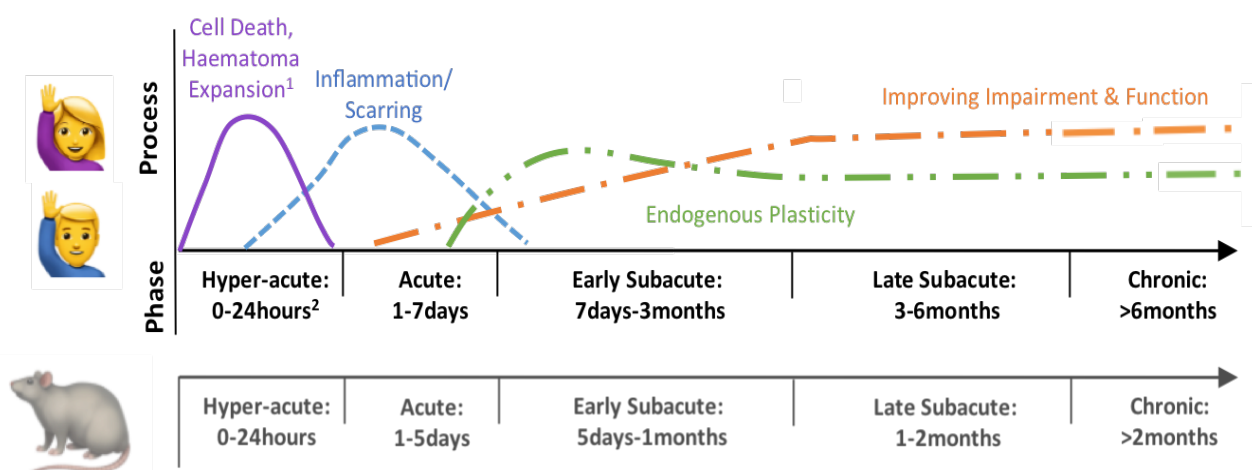 Cell Death,
Haematoma
Expansion1
Inflammation/
Scarring
Improving Impairment & Function
Endogenous Plasticity
Process
Phase
Hyper-acute:
0-24hours2
Acute:
1-7days
Early Subacute:
7days-3months
Late Subacute:
3-6months
Chronic:
>6months
Hyper-acute:
0-24hours
Acute:
1-5days
Early Subacute:
5days-1months
Late Subacute:
1-2months
Chronic:
>2months